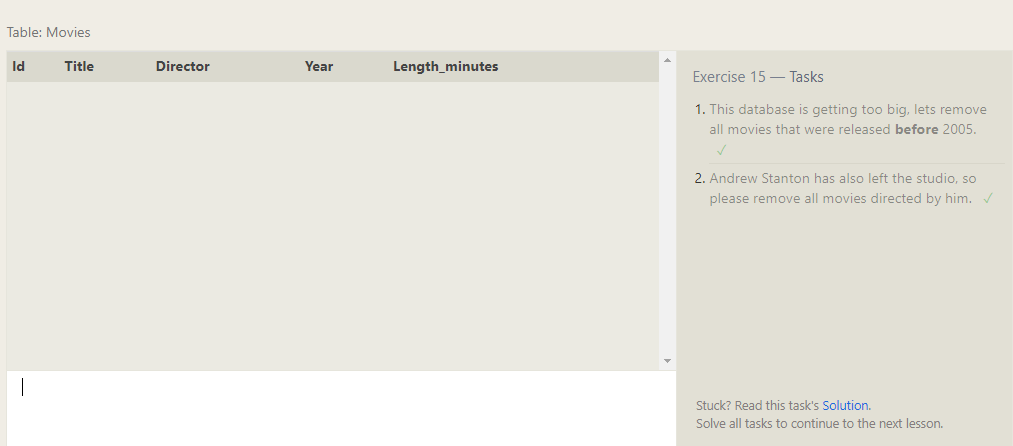 Table: Movies
Id Title Director Year Length_minutes
Exercise 15 — Tasks
1. This database is getting too big, lets remove
all movies that were released before 2005.
✓
2. Andrew Stanton has also left the studio, so
please remove all movies directed by him. ✓
Stuck? Read this task's Solution.
Solve all tasks to continue to the next lesson.